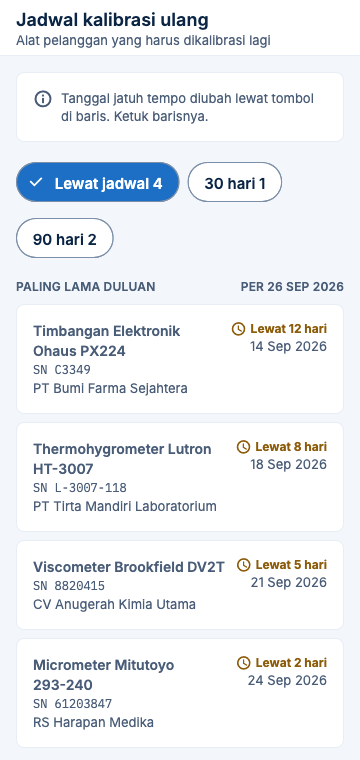 Jadwal kalibrasi ulang
Alat pelanggan yang harus dikalibrasi lagi
Tanggal jatuh tempo diubah lewat tombol
di baris. Ketuk barisnya.
Lewat jadwal 4
30 hari 1
90 hari 2
PALING LAMA DULUAN
PER 26 SEP 2026
Timbangan Elektronik
Ohaus PX224
Lewat 12 hari
14 Sep 2026
SN C3349
PT Bumi Farma Sejahtera
Thermohygrometer Lutron
HT-3007
Lewat 8 hari
18 Sep 2026
SN L-3007-118
PT Tirta Mandiri Laboratorium
Viscometer Brookfield DV2T
Lewat 5 hari
21 Sep 2026
SN 8820415
CV Anugerah Kimia Utama
Micrometer Mitutoyo
293-240
Lewat 2 hari
24 Sep 2026
SN 61203847
RS Harapan Medika